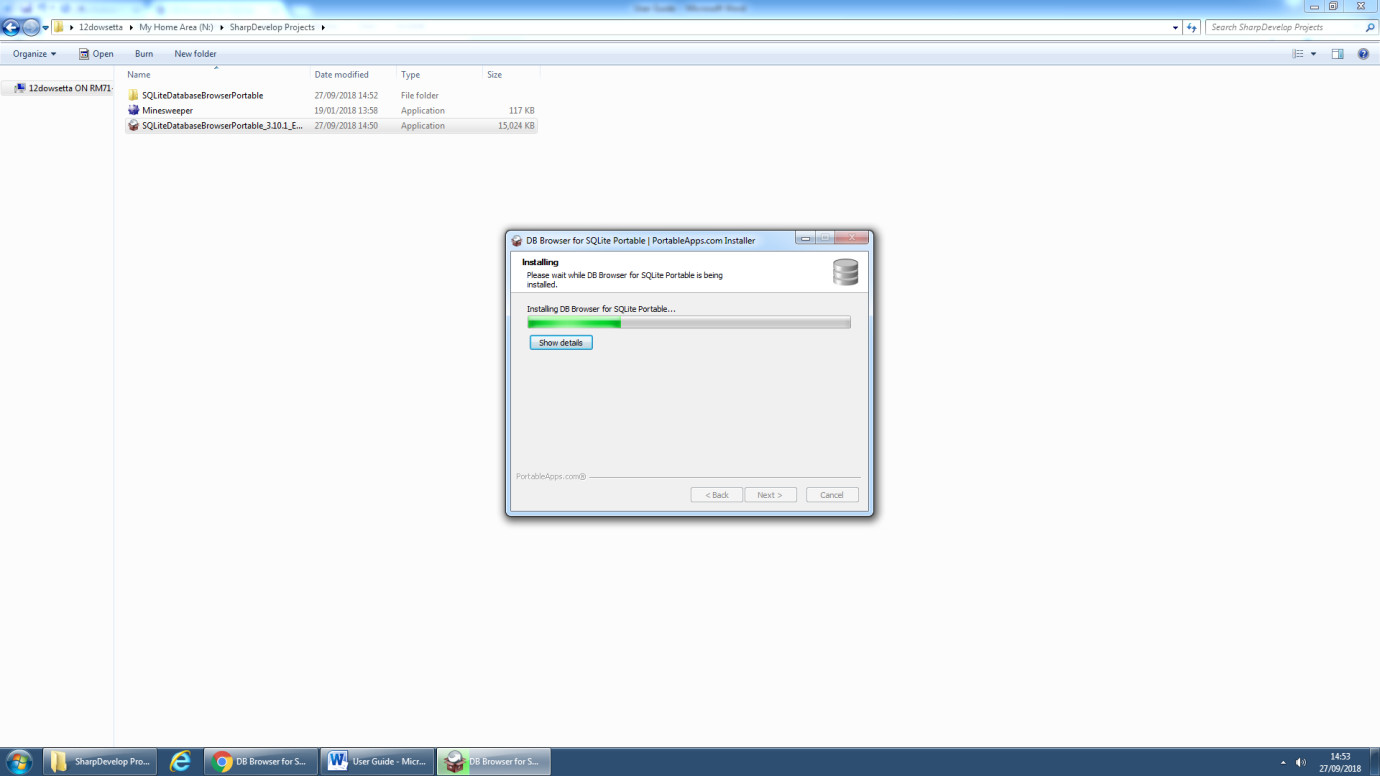 User Guide - Microsoft Word
12dowsetta My Home Area (N:) SharpDevelop Projects
Search SharpDevelop Projects
Organize Open Burn New folder
Name Date modified Type Size
12dowsetta ON RM71-
SQLiteDatabaseBrowserPortable 27/09/2018 14:52 File folder
Minesweeper 19/01/2018 13:58 Application 117 KB
SQLiteDatabaseBrowserPortable_3.10.1_E... 27/09/2018 14:50 Application 15,024 KB
DB Browser for SQLite Portable | PortableApps.com Installer
Installing
Please wait while DB Browser for SQLite Portable is being
installed.
Installing DB Browser for SQLite Portable...
Show details
PortableApps.com®
< Back Next > Cancel
SharpDevelop Pro... DB Browser for S... User Guide - Micr... DB Browser for S...
14:53
27/09/2018